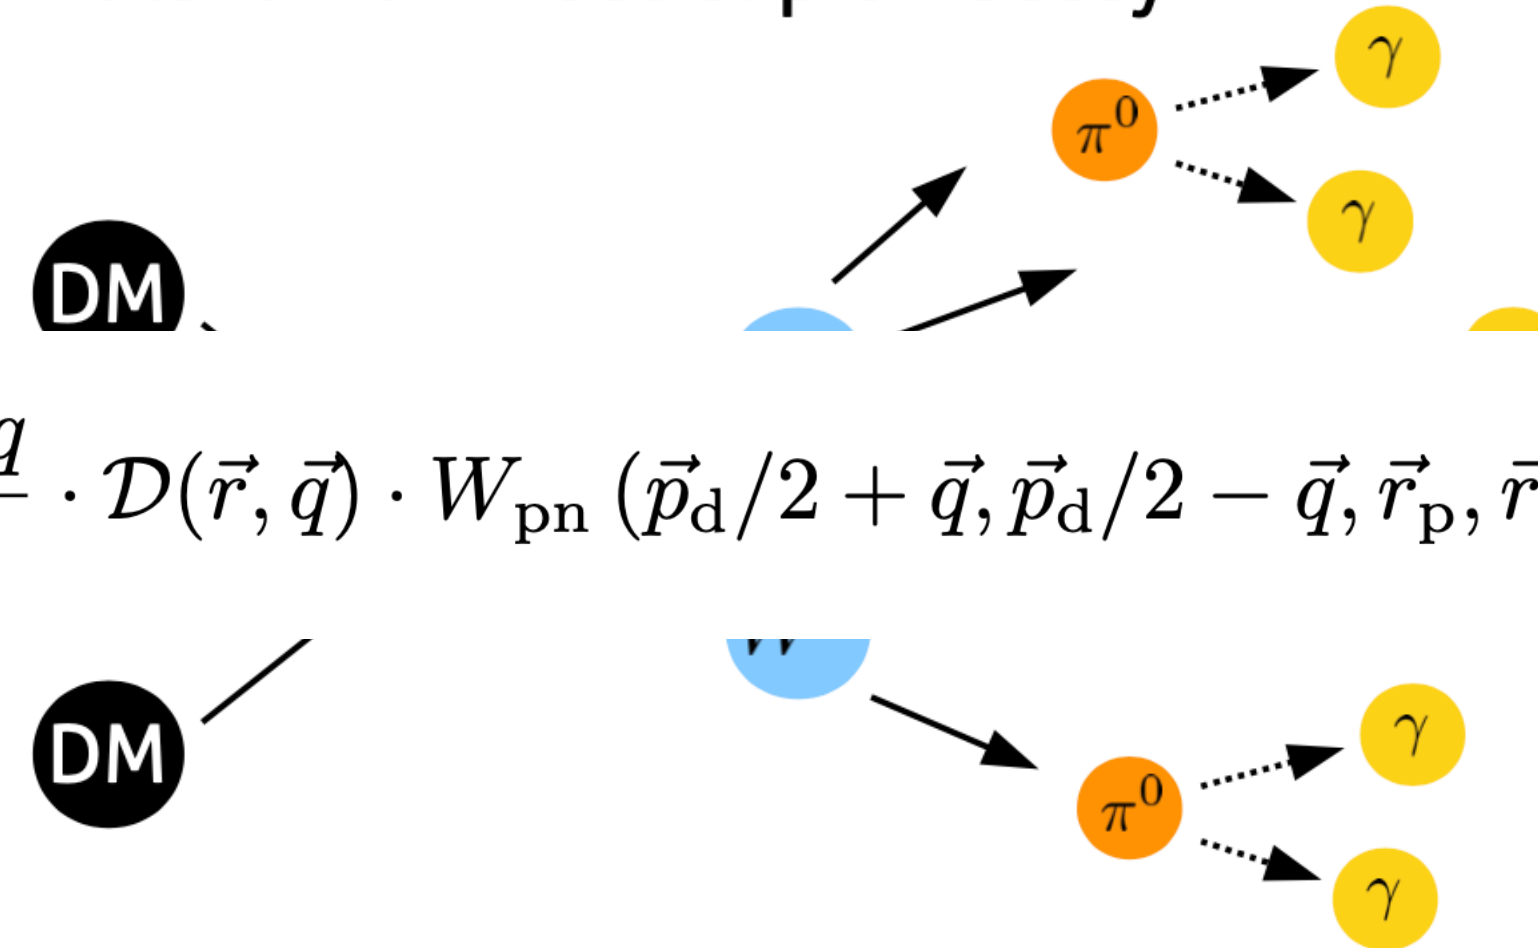 γ
π⁰
γ
DM
q
· 𝒟(r⃗, q⃗) · W_pn (p⃗_d/2 + q⃗, p⃗_d/2 − q⃗, r⃗_p, r⃗
W
DM
γ
π⁰
γ